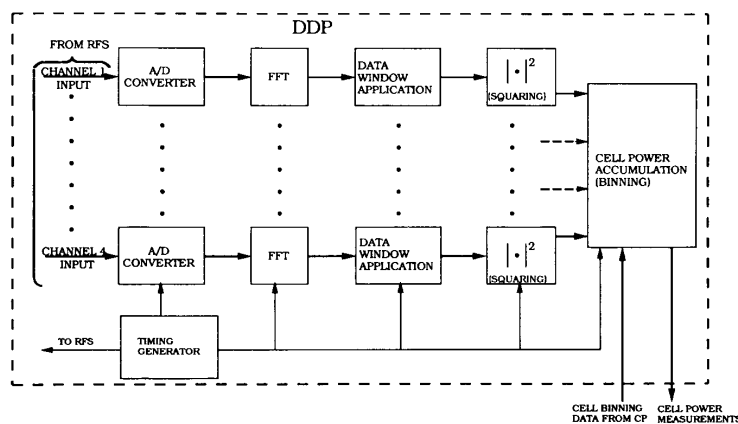 DDP
FROM RFS
CHANNEL 1
INPUT
A/D
CONVERTER
FFT
DATA
WINDOW
APPLICATION
|•|²
(SQUARING)
CELL POWER
ACCUMULATION
(BINNING)
CHANNEL 4
INPUT
A/D
CONVERTER
FFT
DATA
WINDOW
APPLICATION
|•|²
(SQUARING)
TO RFS
TIMING
GENERATOR
CELL BINNING
DATA FROM CP
CELL POWER
MEASUREMENTS